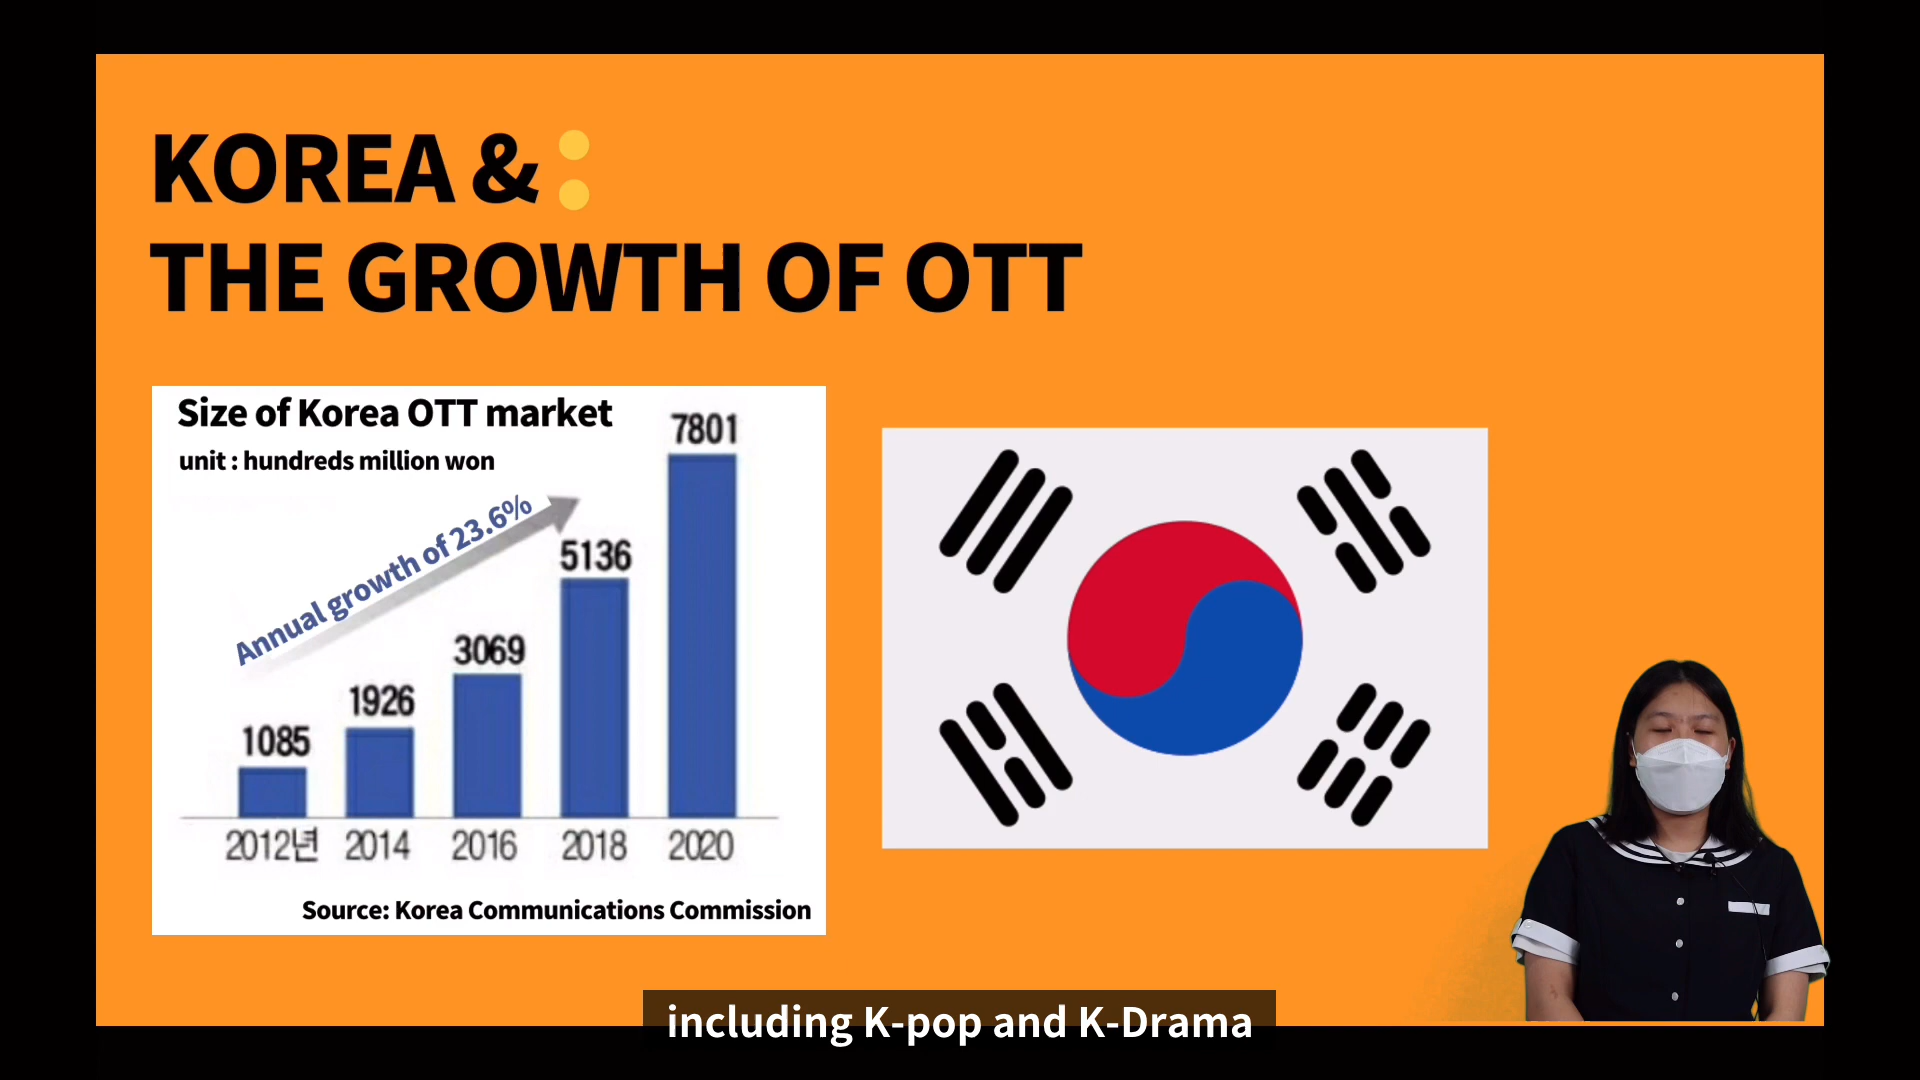 KOREA & :
THE GROWTH OF OTT
Size of Korea OTT market
unit : hundreds million won
Annual growth of 23.6%
7801
5136
3069
1926
1085
2012년 2014 2016 2018 2020
Source: Korea Communications Commission
including K-pop and K-Drama